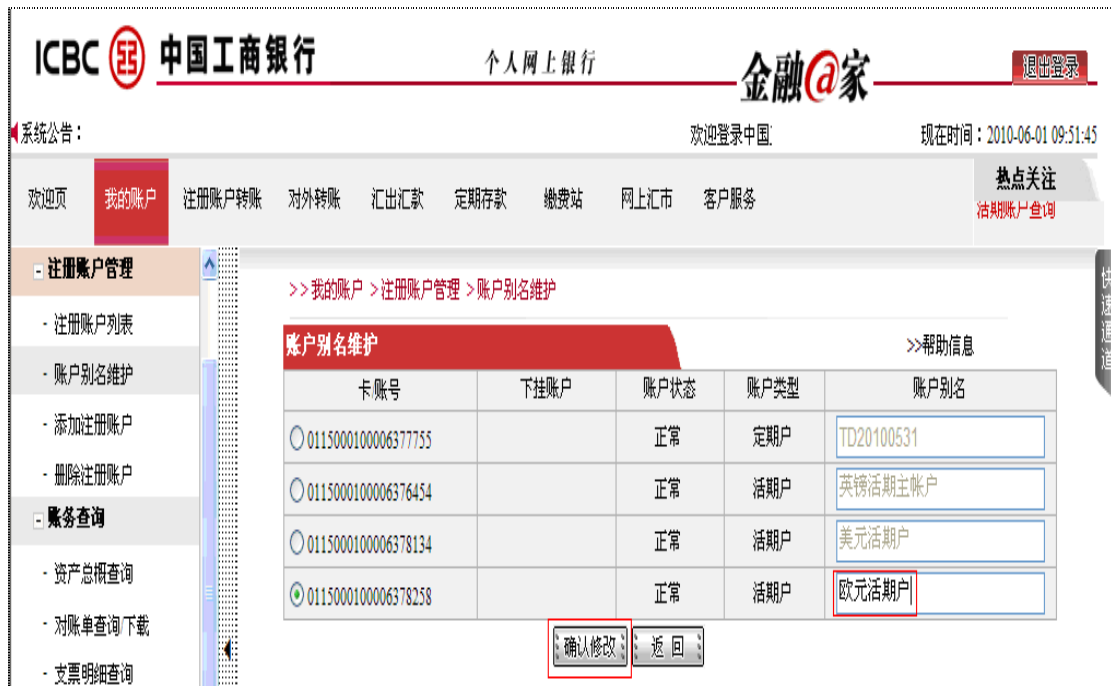 ICBC 中国工商银行 个人网上银行 金融@家 退出登录
系统公告： 欢迎登录中国 现在时间：2010-06-01 09:51:45
欢迎页 我的账户 注册账户转账 对外转账 汇出汇款 定期存款 缴费站 网上汇市 客户服务 热点关注
活期账户查询
注册账户管理
快速通道
>>我的账户 >注册账户管理 >账户别名维护
- 注册账户列表
账户别名维护 >>帮助信息
- 账户别名维护
卡/账号 下挂账户 账户状态 账户类型 账户别名
- 添加注册账户
0115000100006377755 正常 定期户 TD20100531
- 删除注册账户
0115000100006376454 正常 活期户 英镑活期主帐户
账务查询
0115000100006378134 正常 活期户 美元活期户
- 资产总概查询
0115000100006378258 正常 活期户 欧元活期户
- 对账单查询/下载
确认修改 返 回
- 支票明细查询